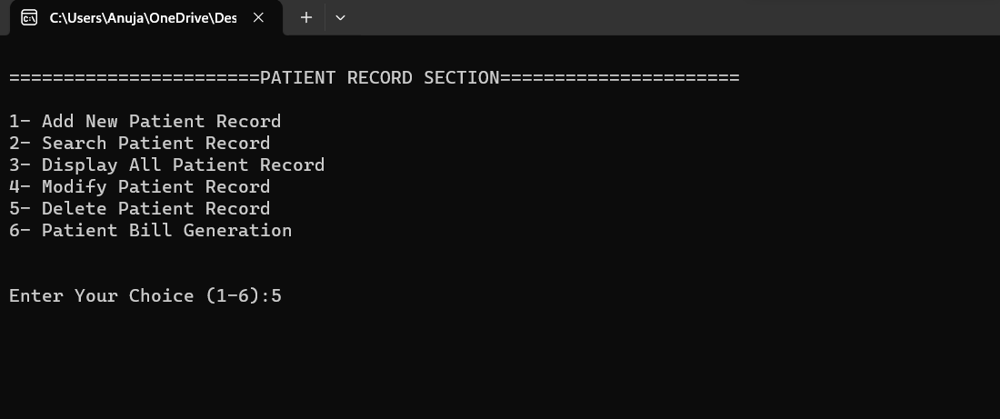 C:\Users\Anuja\OneDrive\Des
=======================PATIENT RECORD SECTION======================
1- Add New Patient Record
2- Search Patient Record
3- Display All Patient Record
4- Modify Patient Record
5- Delete Patient Record
6- Patient Bill Generation
Enter Your Choice (1-6):5